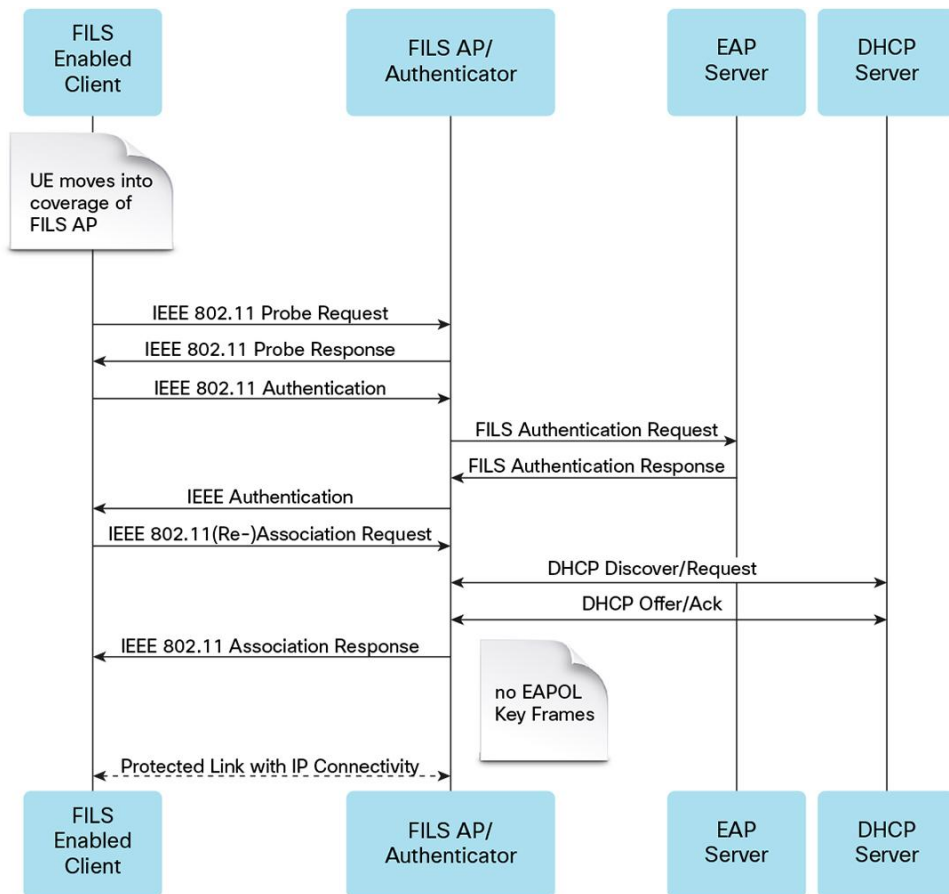 FILS
Enabled
Client
FILS AP/
Authenticator
EAP
Server
DHCP
Server
UE moves into
coverage of
FILS AP
IEEE 802.11 Probe Request
IEEE 802.11 Probe Response
IEEE 802.11 Authentication
FILS Authentication Request
FILS Authentication Response
IEEE Authentication
IEEE 802.11(Re-)Association Request
DHCP Discover/Request
DHCP Offer/Ack
IEEE 802.11 Association Response
no EAPOL
Key Frames
Protected Link with IP Connectivity
FILS
Enabled
Client
FILS AP/
Authenticator
EAP
Server
DHCP
Server